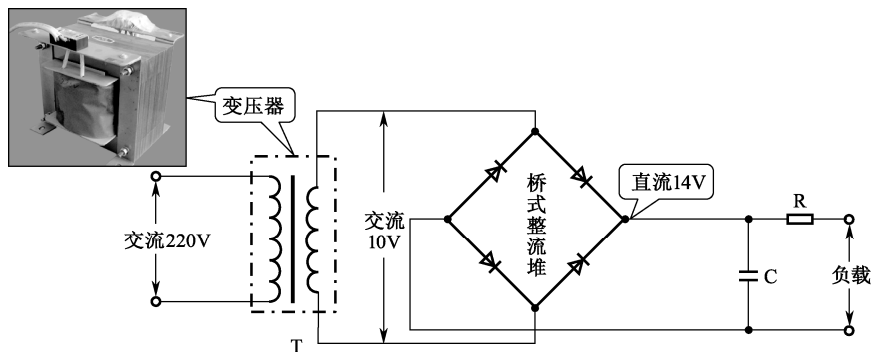 变压器
交流220V
T
交流
10V
桥式整流堆
直流14V
R
C
负载